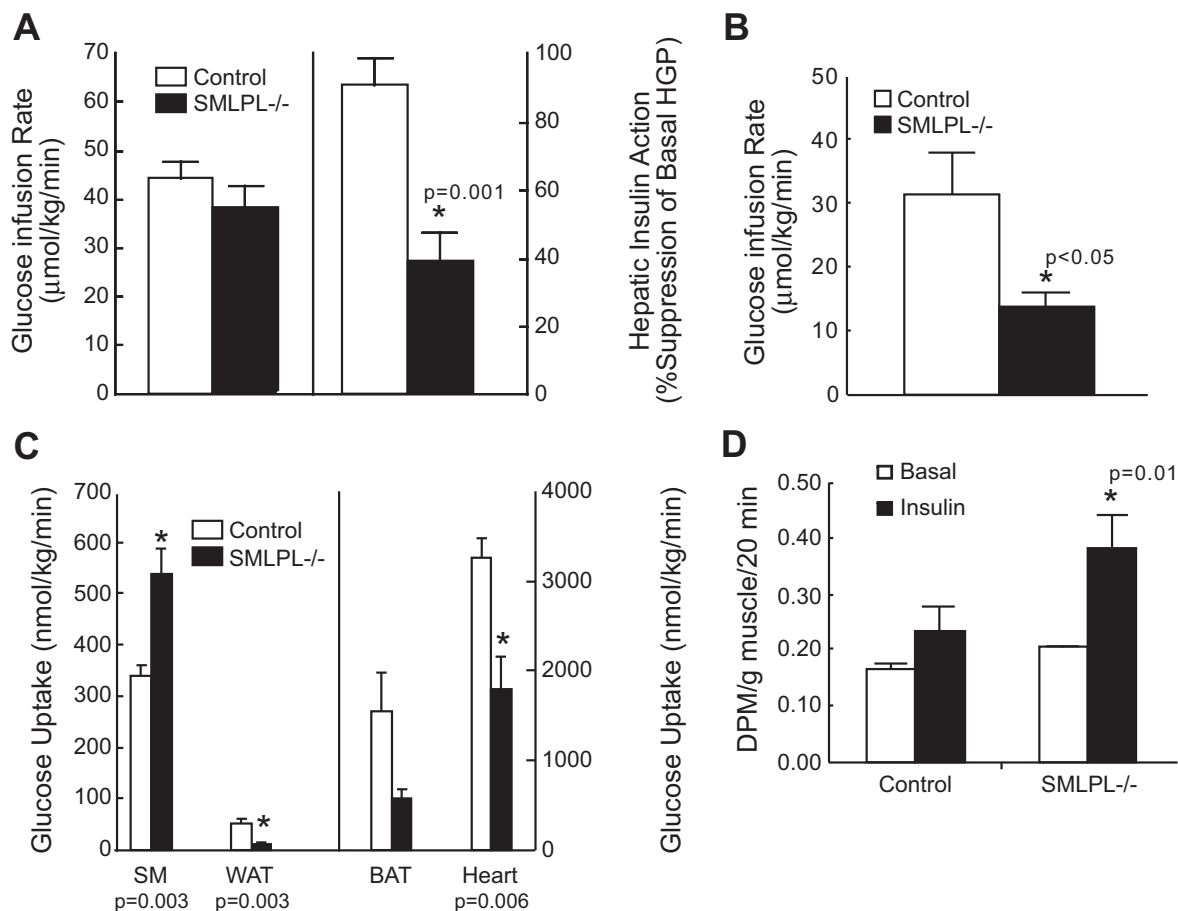 A
Glucose infusion Rate
(μmol/kg/min)
70
60
50
40
30
20
10
0
Control
SMLPL-/-
p=0.001
*
100
80
60
40
20
0
Hepatic Insulin Action
(%Suppression of Basal HGP)
B
Glucose infusion Rate
(μmol/kg/min)
50
40
30
20
10
0
Control
SMLPL-/-
p<0.05
*
C
Glucose Uptake (nmol/kg/min)
700
600
500
400
300
200
100
0
Control
SMLPL-/-
*
*
*
4000
3000
2000
1000
0
Glucose Uptake (nmol/kg/min)
SM WAT BAT Heart
p=0.003 p=0.003 p=0.006
D
DPM/g muscle/20 min
0.50
0.40
0.30
0.20
0.10
0.00
Basal
Insulin
p=0.01
*
Control SMLPL-/-